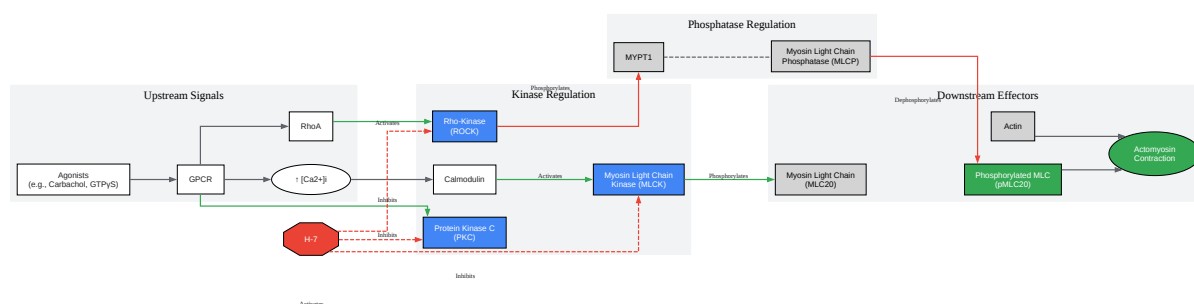 Phosphatase Regulation
MYPT1
Myosin Light Chain
Phosphatase (MLCP)
Upstream Signals
Phosphorylates
Kinase Regulation
Dephosphorylates
Downstream Effectors
RhoA
Activates
Rho-Kinase
(ROCK)
Actin
Actomyosin
Contraction
Agonists
(e.g., Carbachol, GTPγS)
GPCR
↑ [Ca2+]i
Calmodulin
Activates
Myosin Light Chain
Kinase (MLCK)
Phosphorylates
Myosin Light Chain
(MLC20)
Phosphorylated MLC
(pMLC20)
Inhibits
H-7
Inhibits
Protein Kinase C
(PKC)
Inhibits
Activates